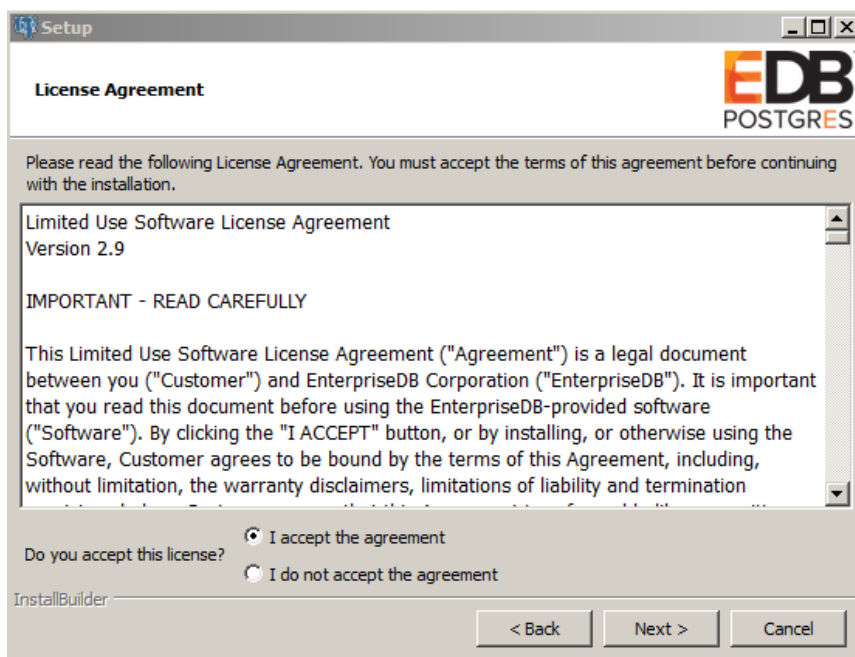 Setup
License Agreement
EDB
POSTGRES
Please read the following License Agreement. You must accept the terms of this agreement before continuing
with the installation.
Limited Use Software License Agreement
Version 2.9
IMPORTANT - READ CAREFULLY
This Limited Use Software License Agreement ("Agreement") is a legal document
between you ("Customer") and EnterpriseDB Corporation ("EnterpriseDB"). It is important
that you read this document before using the EnterpriseDB-provided software
("Software"). By clicking the "I ACCEPT" button, or by installing, or otherwise using the
Software, Customer agrees to be bound by the terms of this Agreement, including,
without limitation, the warranty disclaimers, limitations of liability and termination
Do you accept this license?
I accept the agreement
I do not accept the agreement
InstallBuilder
< Back
Next >
Cancel